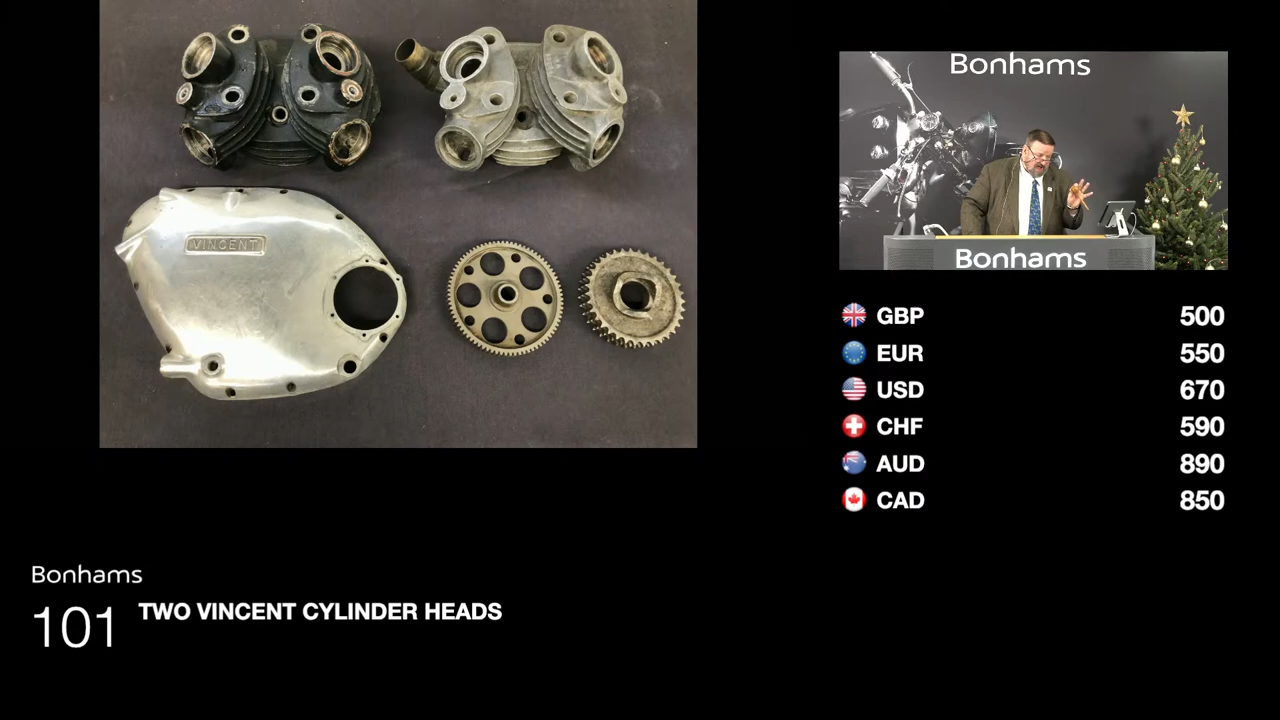 VINCENT
Bonhams
Bonhams
GBP 500
EUR 550
USD 670
CHF 590
AUD 890
CAD 850
Bonhams
101 TWO VINCENT CYLINDER HEADS